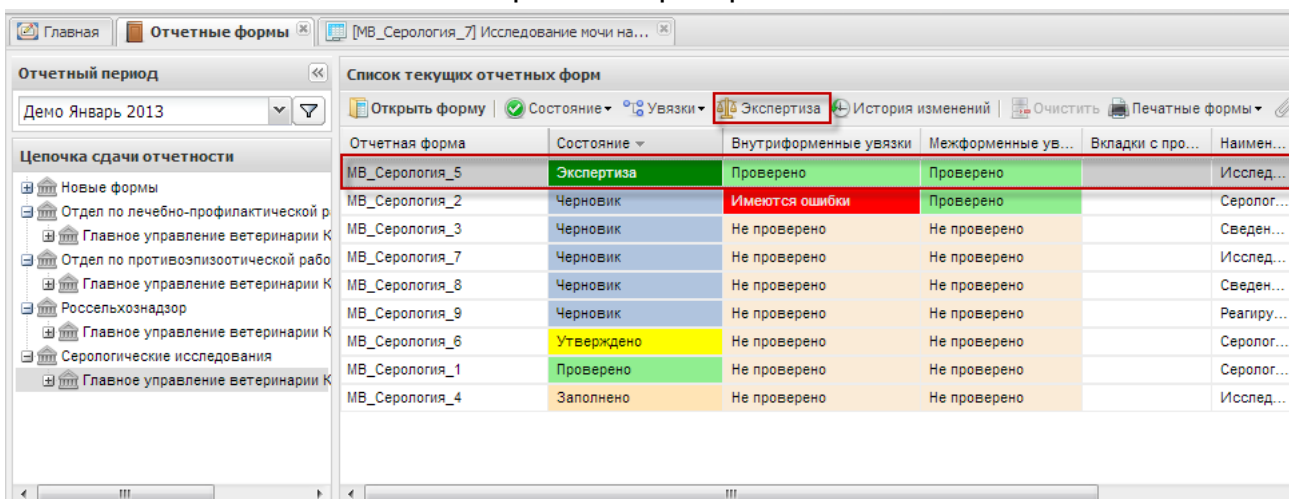 Главная Отчетные формы [МВ_Серология_7] Исследование мочи на...
Отчетный период
Демо Январь 2013
Цепочка сдачи отчетности
Новые формы
Отдел по лечебно-профилактической р
Главное управление ветеринарии К
Отдел по противоэпизоотической рабо
Главное управление ветеринарии К
Россельхознадзор
Главное управление ветеринарии К
Серологические исследования
Главное управление ветеринарии К
Список текущих отчетных форм
Открыть форму Состояние Увязки Экспертиза История изменений Очистить Печатные формы
Отчетная форма Состояние Внутриформенные увязки Межформенные ув... Вкладки с про... Наимен...
МВ_Серология_5 Экспертиза Проверено Проверено Исслед...
МВ_Серология_2 Черновик Имеются ошибки Проверено Серолог...
МВ_Серология_3 Черновик Не проверено Не проверено Сведен...
МВ_Серология_7 Черновик Не проверено Не проверено Исслед...
МВ_Серология_8 Черновик Не проверено Не проверено Сведен...
МВ_Серология_9 Черновик Не проверено Не проверено Реагиру...
МВ_Серология_6 Утверждено Не проверено Не проверено Серолог...
МВ_Серология_1 Проверено Не проверено Не проверено Серолог...
МВ_Серология_4 Заполнено Не проверено Не проверено Исслед...